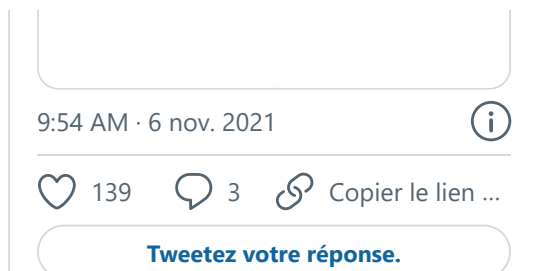 9:54 AM · 6 nov. 2021
139 3 Copier le lien ...
Tweetez votre réponse.